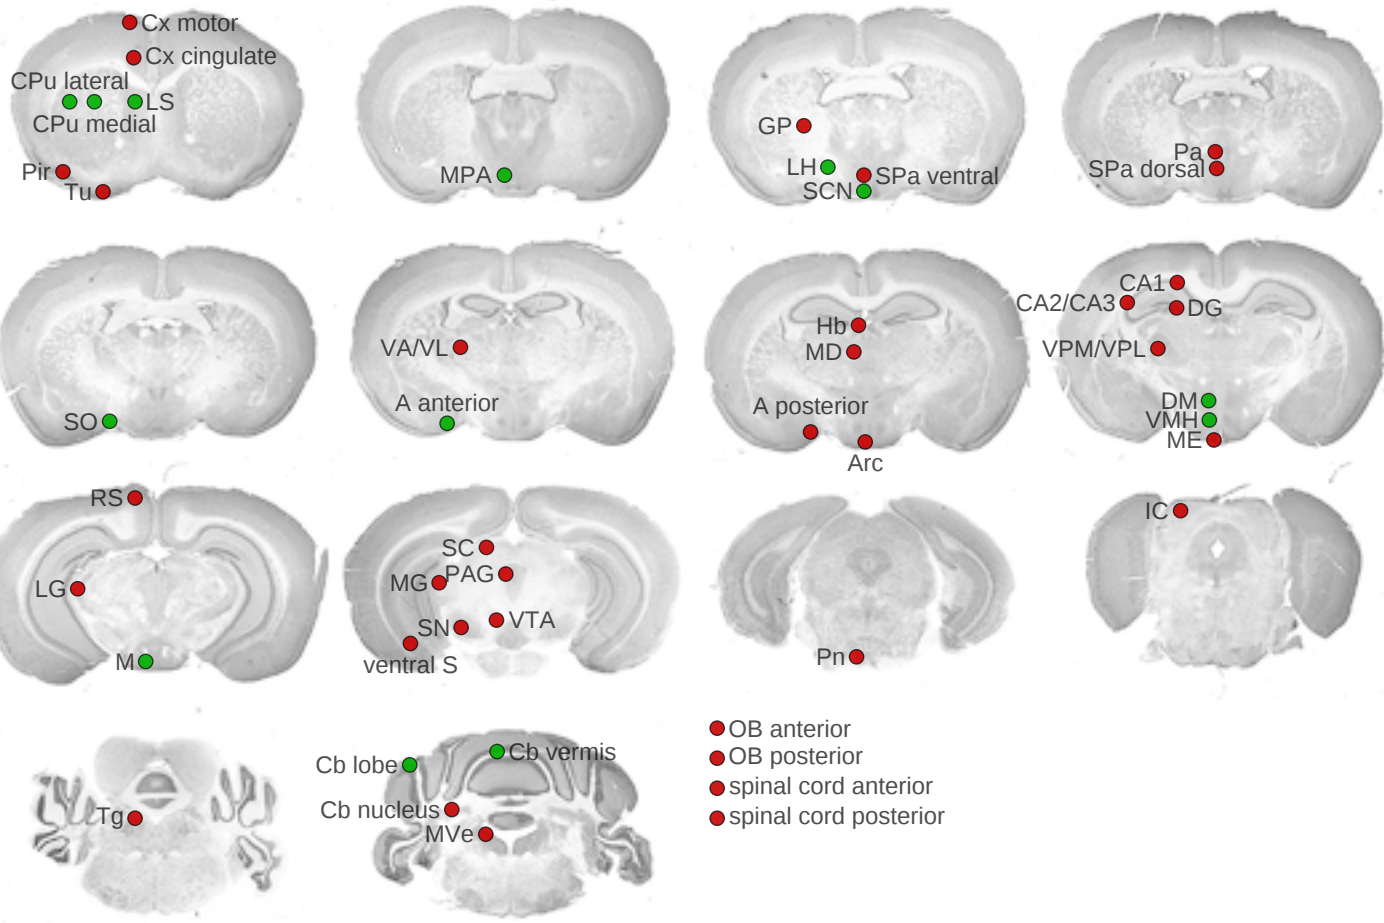 Cx motor
Cx cingulate
CPu lateral
LS
CPu medial
Pir
Tu
MPA
GP
LH
SPa ventral
SCN
Pa
SPa dorsal
SO
VA/VL
A anterior
Hb
MD
A posterior
Arc
CA1
CA2/CA3
DG
VPM/VPL
DM
VMH
ME
RS
LG
M
SC
MG
PAG
SN
VTA
ventral S
Pn
IC
Tg
Cb lobe
Cb vermis
Cb nucleus
MVe
OB anterior
OB posterior
spinal cord anterior
spinal cord posterior